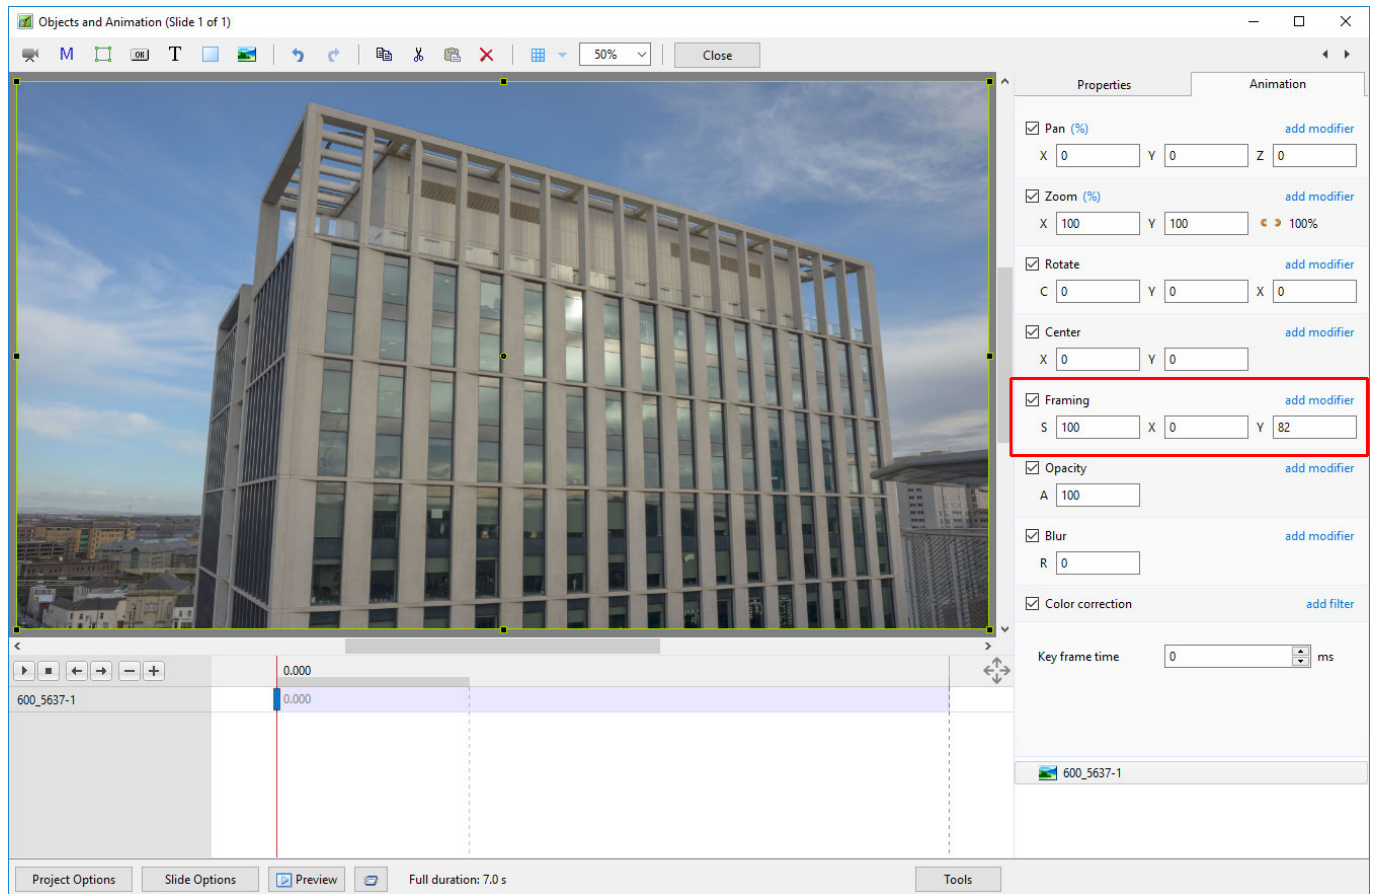 Objects and Animation (Slide 1 of 1)
M OK T 50% Close
Properties Animation
Pan (%) add modifier
X 0 Y 0 Z 0
Zoom (%) add modifier
X 100 Y 100 100%
Rotate add modifier
C 0 Y 0 X 0
Center add modifier
X 0 Y 0
Framing add modifier
S 100 X 0 Y 82
Opacity add modifier
A 100
Blur add modifier
R 0
Color correction add filter
Key frame time 0 ms
0.000
600_5637-1 0.000
600_5637-1
Project Options Slide Options Preview Full duration: 7.0 s Tools